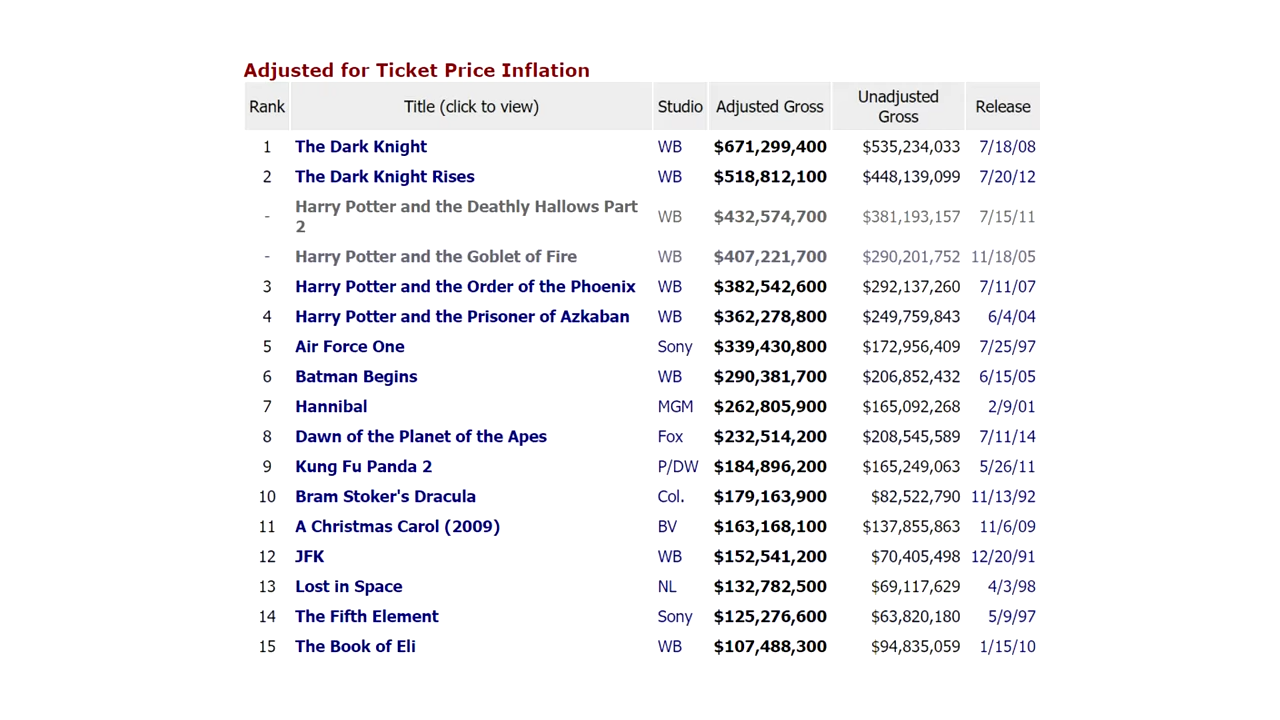 Adjusted for Ticket Price Inflation
Rank Title (click to view) Studio Adjusted Gross Unadjusted Gross Release
1 The Dark Knight WB $671,299,400 $535,234,033 7/18/08
2 The Dark Knight Rises WB $518,812,100 $448,139,099 7/20/12
- Harry Potter and the Deathly Hallows Part 2 WB $432,574,700 $381,193,157 7/15/11
- Harry Potter and the Goblet of Fire WB $407,221,700 $290,201,752 11/18/05
3 Harry Potter and the Order of the Phoenix WB $382,542,600 $292,137,260 7/11/07
4 Harry Potter and the Prisoner of Azkaban WB $362,278,800 $249,759,843 6/4/04
5 Air Force One Sony $339,430,800 $172,956,409 7/25/97
6 Batman Begins WB $290,381,700 $206,852,432 6/15/05
7 Hannibal MGM $262,805,900 $165,092,268 2/9/01
8 Dawn of the Planet of the Apes Fox $232,514,200 $208,545,589 7/11/14
9 Kung Fu Panda 2 P/DW $184,896,200 $165,249,063 5/26/11
10 Bram Stoker's Dracula Col. $179,163,900 $82,522,790 11/13/92
11 A Christmas Carol (2009) BV $163,168,100 $137,855,863 11/6/09
12 JFK WB $152,541,200 $70,405,498 12/20/91
13 Lost in Space NL $132,782,500 $69,117,629 4/3/98
14 The Fifth Element Sony $125,276,600 $63,820,180 5/9/97
15 The Book of Eli WB $107,488,300 $94,835,059 1/15/10